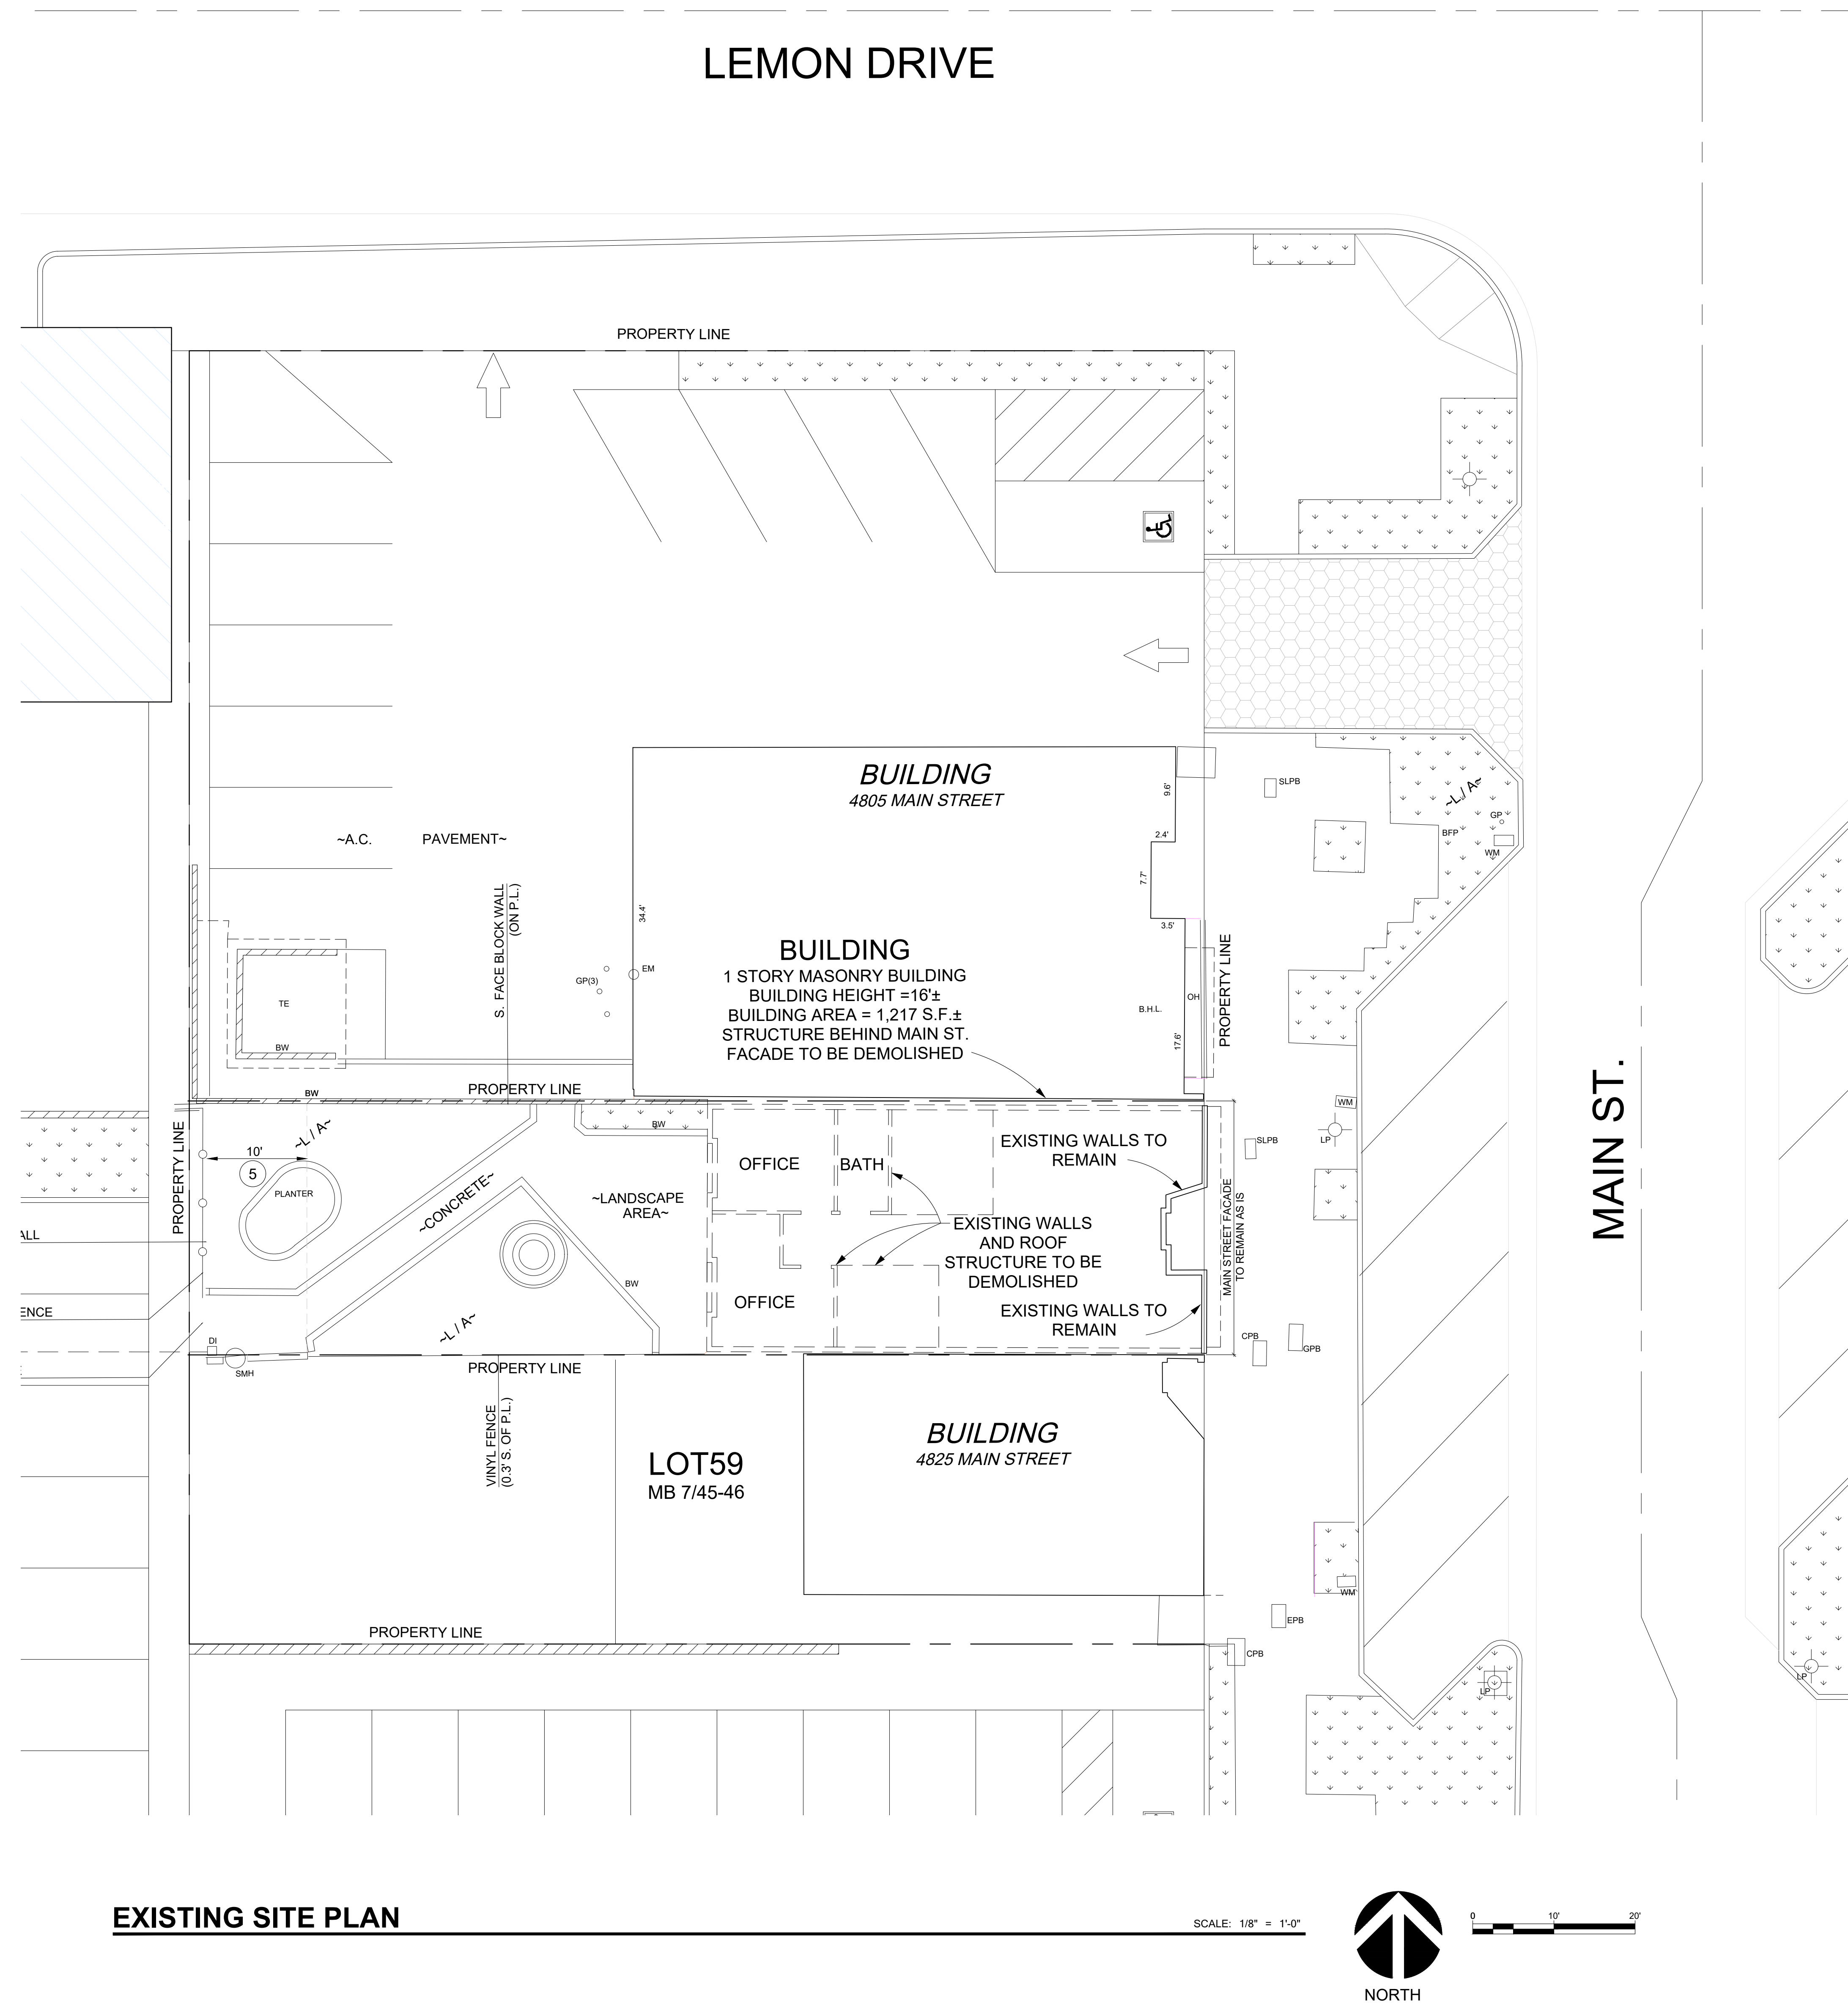 LEMON DRIVE
PROPERTY LINE
BUILDING
4805 MAIN STREET
9.6'
2.4'
7.7'
3.5'
34.4'
17.6'
SLPB
~L / A~
GP
BFP
WM
~A.C. PAVEMENT~
S. FACE BLOCK WALL
(ON P.L.)
GP(3)
EM
TE
BW
BUILDING
1 STORY MASONRY BUILDING
BUILDING HEIGHT =16'±
BUILDING AREA = 1,217 S.F.±
STRUCTURE BEHIND MAIN ST.
FACADE TO BE DEMOLISHED
B.H.L.
OH
PROPERTY LINE
MAIN ST.
PROPERTY LINE
BW
BW
WM
LP
SLPB
PROPERTY LINE
10'
5
~L / A~
PLANTER
~CONCRETE~
~LANDSCAPE
AREA~
OFFICE
BATH
EXISTING WALLS TO
REMAIN
EXISTING WALLS
AND ROOF
STRUCTURE TO BE
DEMOLISHED
MAIN STREET FACADE
TO REMAIN AS IS
ALL
BW
OFFICE
EXISTING WALLS TO
REMAIN
ENCE
~L / A~
DI
SMH
CPB
GPB
PROPERTY LINE
VINYL FENCE
(0.3' S. OF P.L.)
LOT59
MB 7/45-46
BUILDING
4825 MAIN STREET
WM
EPB
PROPERTY LINE
CPB
LP
LP
EXISTING SITE PLAN
SCALE: 1/8" = 1'-0"
NORTH
0 10' 20'